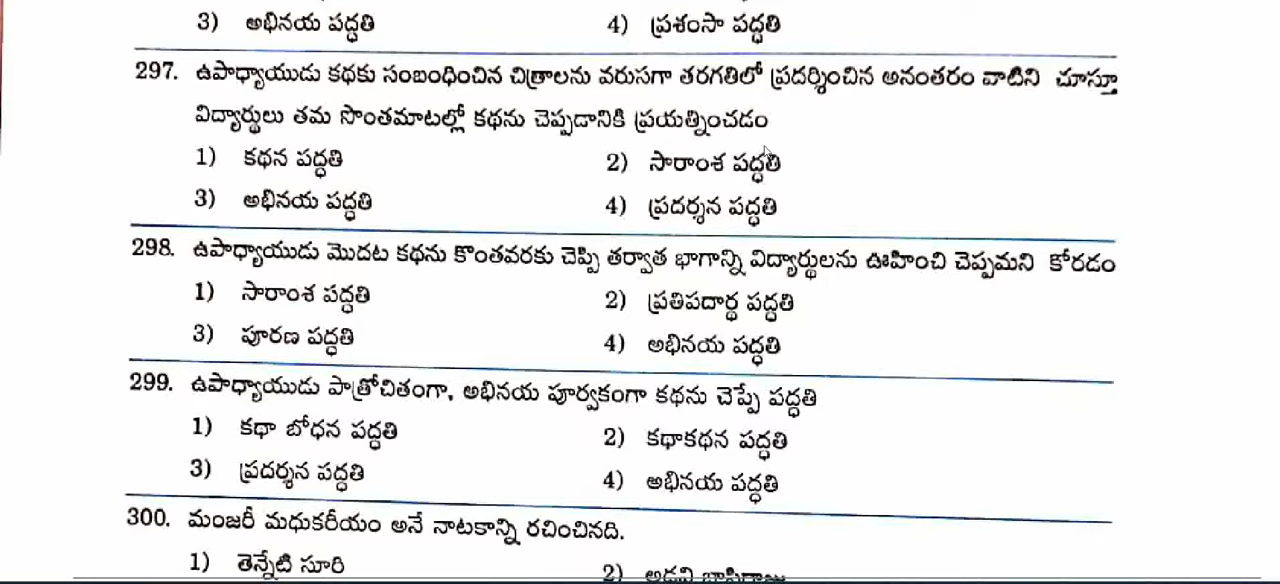 3) అభినయ పద్ధతి 4) ప్రశంసా పద్ధతి
297. ఉపాధ్యాయుడు కథకు సంబంధించిన చిత్రాలను వరుసగా తరగతిలో ప్రదర్శించిన అనంతరం వాటిని చూస్తూ
విద్యార్థులు తమ సొంతమాటల్లో కథను చెప్పడానికి ప్రయత్నించడం
1) కథన పద్ధతి 2) సారాంశ పద్ధతి
3) అభినయ పద్ధతి 4) ప్రదర్శన పద్ధతి
298. ఉపాధ్యాయుడు మొదట కథను కొంతవరకు చెప్పి తర్వాత భాగాన్ని విద్యార్థులను ఊహించి చెప్పమని కోరడం
1) సారాంశ పద్ధతి 2) ప్రతిపదార్థ పద్ధతి
3) పూరణ పద్ధతి 4) అభినయ పద్ధతి
299. ఉపాధ్యాయుడు పాత్రోచితంగా, అభినయ పూర్వకంగా కథను చెప్పే పద్ధతి
1) కథా బోధన పద్ధతి 2) కథాకథన పద్ధతి
3) ప్రదర్శన పద్ధతి 4) అభినయ పద్ధతి
300. మంజరీ మధుకరీయం అనే నాటకాన్ని రచించినది.
1) తెన్నేటి సూరి 2) అడవి బాపిరాజు